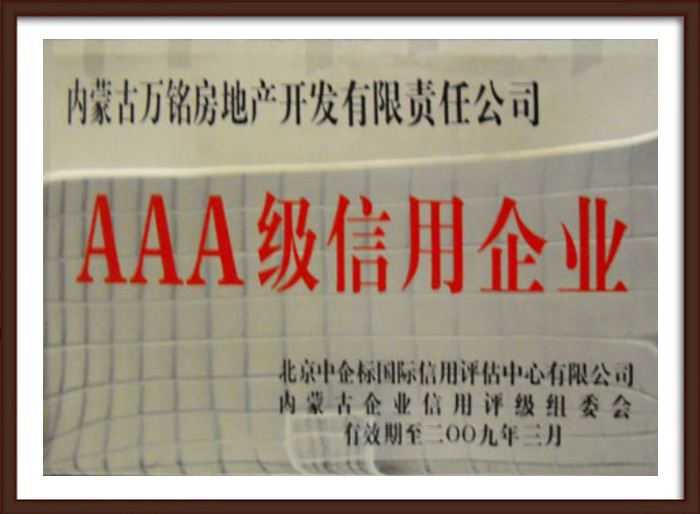 内蒙古万铭房地产开发有限责任公司
AAA级信用企业
北京中企标国际信用评估中心有限公司
内蒙古企业信用评级组委会
有效期至二〇〇九年三月